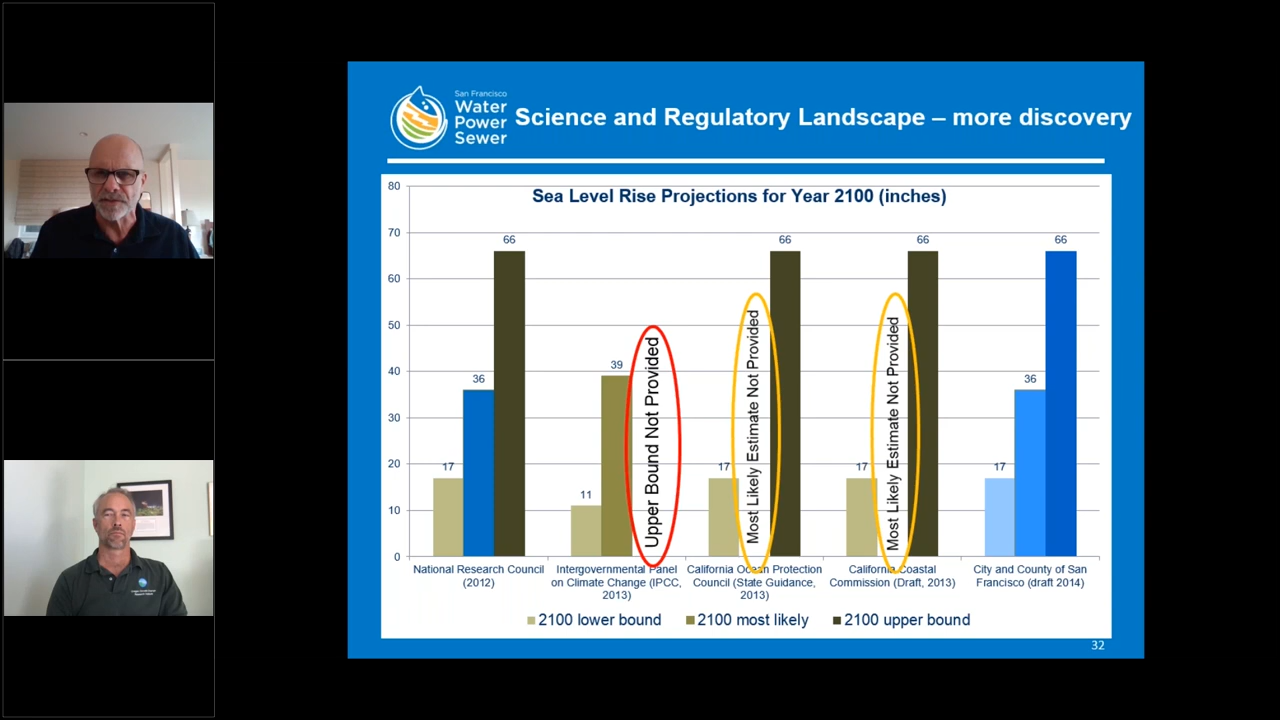 San Francisco
Water
Power
Sewer
Science and Regulatory Landscape – more discovery
Sea Level Rise Projections for Year 2100 (inches)
80
70
60
50
40
30
20
10
0
17
36
66
11
39
Upper Bound Not Provided
17
Most Likely Estimate Not Provided
66
17
Most Likely Estimate Not Provided
66
17
36
66
National Research Council
(2012)
Intergovernmental Panel
on Climate Change (IPCC,
2013)
California Ocean Protection
Council (State Guidance,
2013)
California Coastal
Commission (Draft, 2013)
City and County of San
Francisco (draft 2014)
2100 lower bound
2100 most likely
2100 upper bound
32